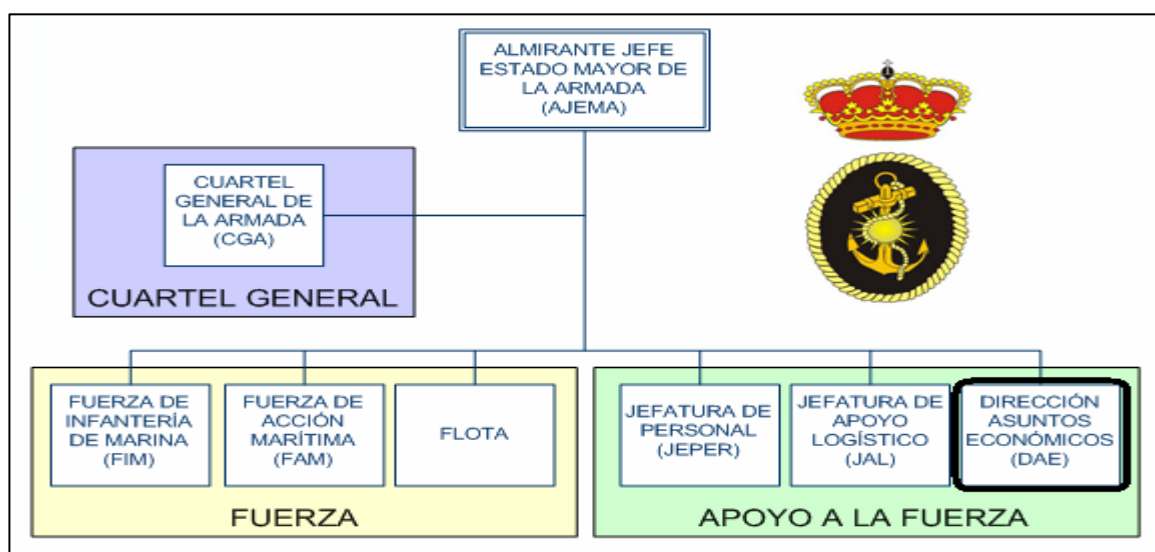 ALMIRANTE JEFE
ESTADO MAYOR DE
LA ARMADA
(AJEMA)
CUARTEL
GENERAL DE
LA ARMADA
(CGA)
CUARTEL GENERAL
FUERZA DE
INFANTERÍA
DE MARINA
(FIM)
FUERZA DE
ACCIÓN
MARÍTIMA
(FAM)
FLOTA
FUERZA
JEFATURA DE
PERSONAL
(JEPER)
JEFATURA DE
APOYO
LOGÍSTICO
(JAL)
DIRECCIÓN
ASUNTOS
ECONÓMICOS
(DAE)
APOYO A LA FUERZA